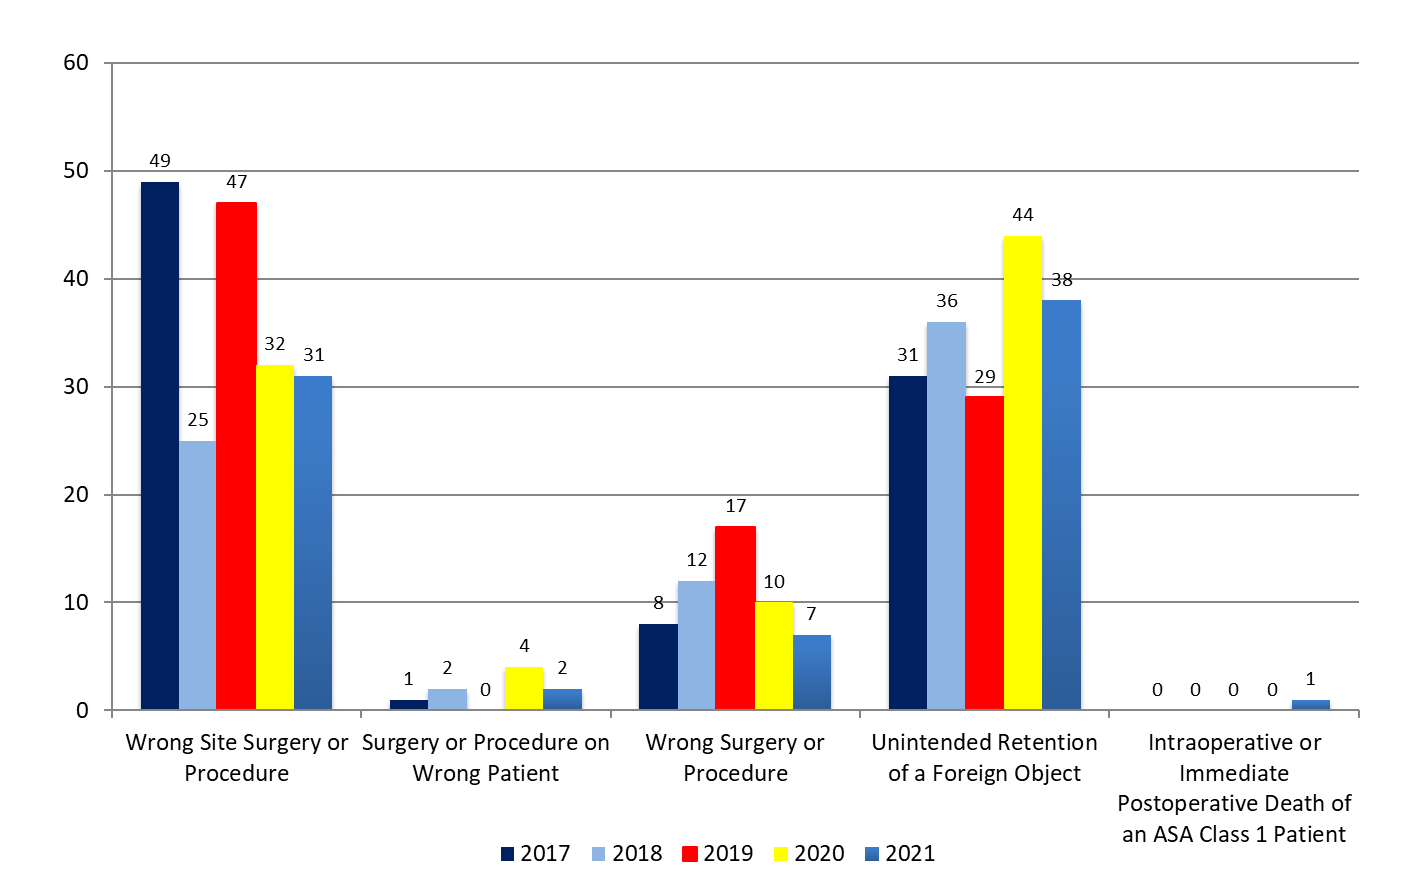 60
50
40
30
20
10
0
49
25
47
32
31
1
2
0
4
2
8
12
17
10
7
31
36
29
44
38
0
0
0
0
1
Wrong Site Surgery or
Procedure
Surgery or Procedure on
Wrong Patient
Wrong Surgery or
Procedure
Unintended Retention
of a Foreign Object
Intraoperative or
Immediate
Postoperative Death of
an ASA Class 1 Patient
2017 2018 2019 2020 2021